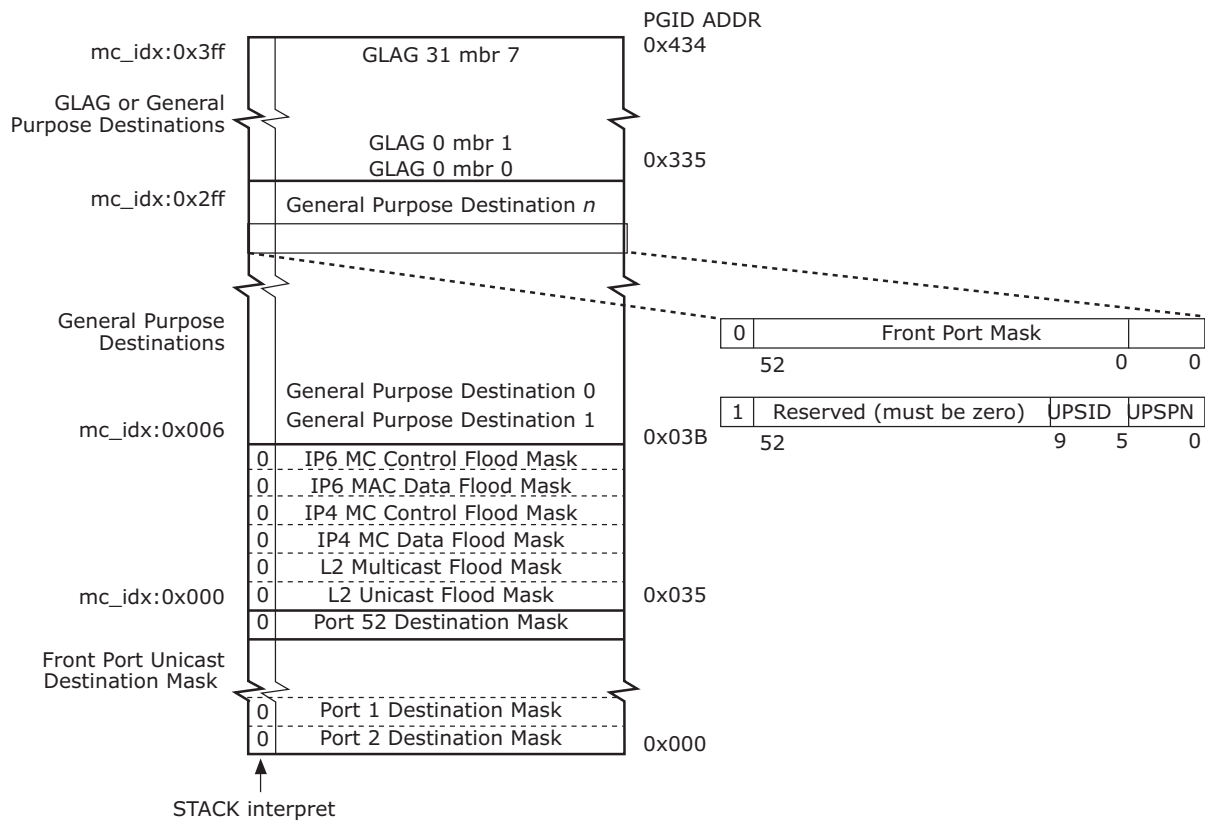 PGID ADDR
mc_idx:0x3ff
GLAG 31 mbr 7
0x434
GLAG or General
Purpose Destinations
GLAG 0 mbr 1
GLAG 0 mbr 0
0x335
mc_idx:0x2ff
General Purpose Destination n
General Purpose
Destinations
0 Front Port Mask
52 0 0
General Purpose Destination 0
General Purpose Destination 1
1 Reserved (must be zero) UPSID UPSPN
52 9 5 0
mc_idx:0x006
0x03B
0 IP6 MC Control Flood Mask
0 IP6 MAC Data Flood Mask
0 IP4 MC Control Flood Mask
0 IP4 MC Data Flood Mask
0 L2 Multicast Flood Mask
mc_idx:0x000
0 L2 Unicast Flood Mask
0x035
0 Port 52 Destination Mask
Front Port Unicast
Destination Mask
0 Port 1 Destination Mask
0 Port 2 Destination Mask
0x000
STACK interpret